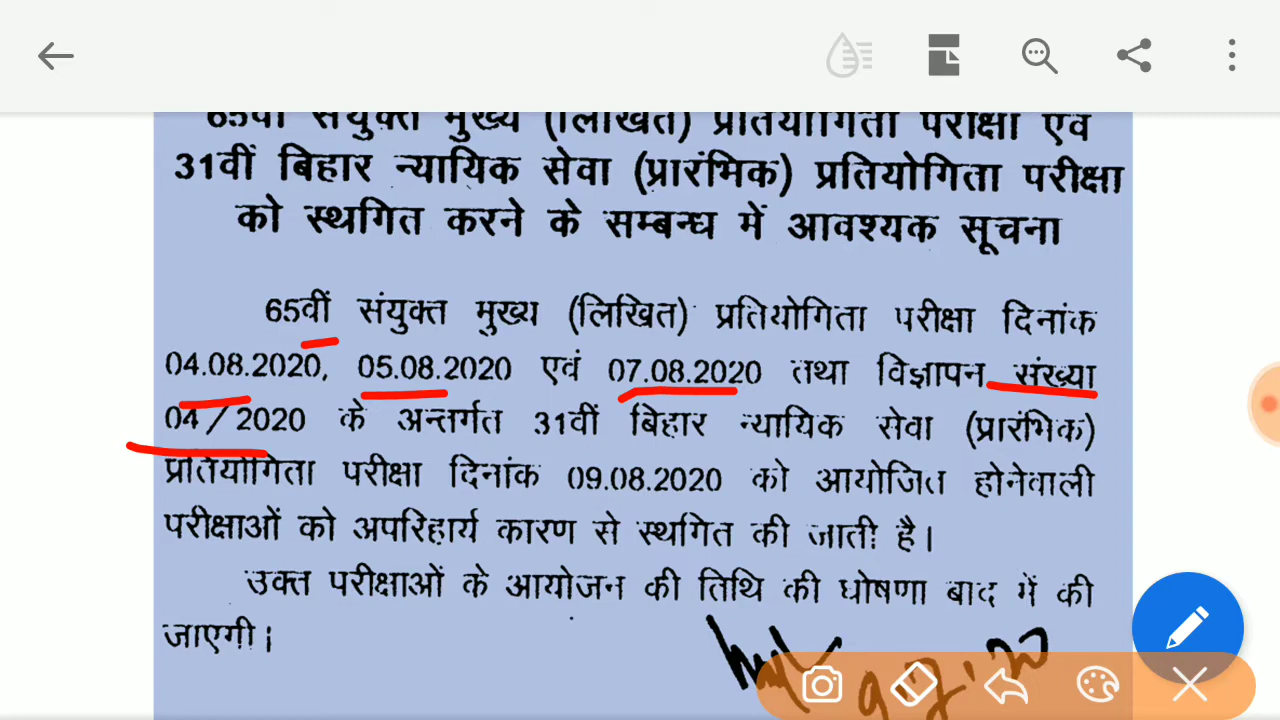 65वीं संयुक्त मुख्य (लिखित) प्रतियोगिता परीक्षा एवं
31वीं बिहार न्यायिक सेवा (प्रारंभिक) प्रतियोगिता परीक्षा
को स्थगित करने के सम्बन्ध में आवश्यक सूचना
65वीं संयुक्त मुख्य (लिखित) प्रतियोगिता परीक्षा दिनांक
04.08.2020, 05.08.2020 एवं 07.08.2020 तथा विज्ञापन संख्या
04/2020 के अन्तर्गत 31वीं बिहार न्यायिक सेवा (प्रारंभिक)
प्रतियोगिता परीक्षा दिनांक 09.08.2020 को आयोजित होनेवाली
परीक्षाओं को अपरिहार्य कारण से स्थगित की जाती है।
उक्त परीक्षाओं के आयोजन की तिथि की घोषणा बाद में की
जाएगी।